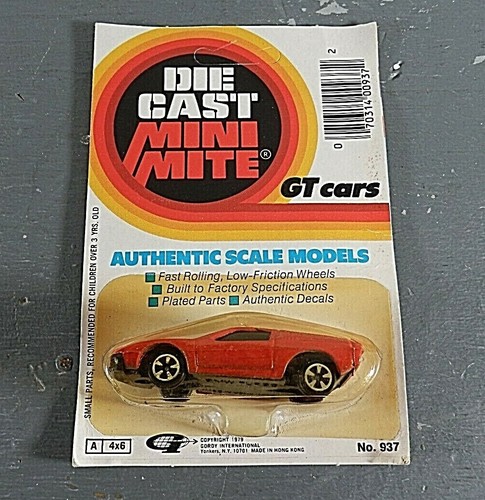 DIE
CAST
MINI
MITE®
GT cars
0 70314 00937 2
AUTHENTIC SCALE MODELS
Fast Rolling, Low-Friction Wheels
Built to Factory Specifications
Plated Parts Authentic Decals
SMALL PARTS, RECOMMENDED FOR CHILDREN OVER 3 YRS. OLD
A 4x6
COPYRIGHT 1979
GORDY INTERNATIONAL
Yonkers, N.Y. 10701 MADE IN HONG KONG
No. 937